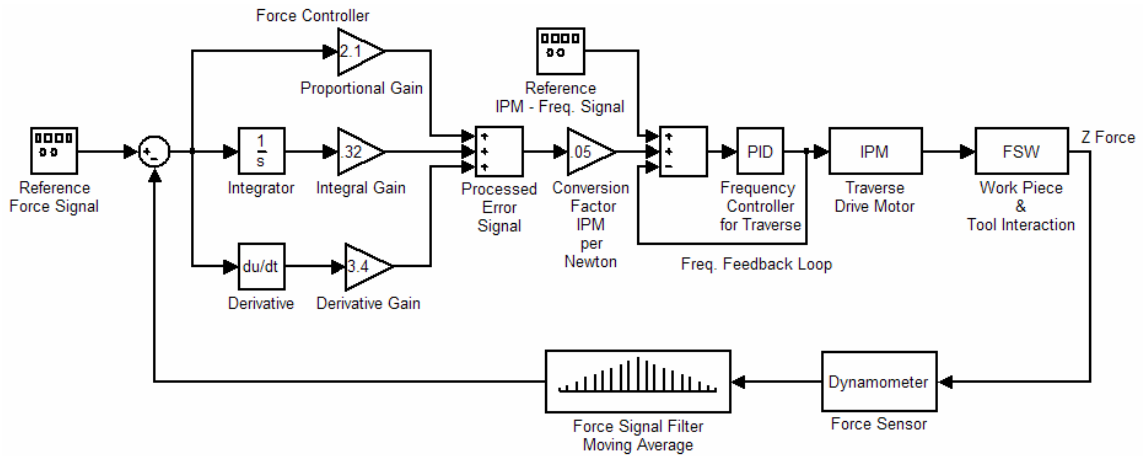 Force Controller
2.1
Proportional Gain
Reference
IPM - Freq. Signal
Reference
Force Signal
+
-
1
s
Integrator
.32
Integral Gain
+
+
+
Processed
Error
Signal
.05
Conversion
Factor
IPM
per
Newton
+
+
-
PID
Frequency
Controller
for Traverse
IPM
Traverse
Drive Motor
FSW
Work Piece
&
Tool Interaction
Z Force
du/dt
Derivative
3.4
Derivative Gain
Freq. Feedback Loop
Force Signal Filter
Moving Average
Dynamometer
Force Sensor